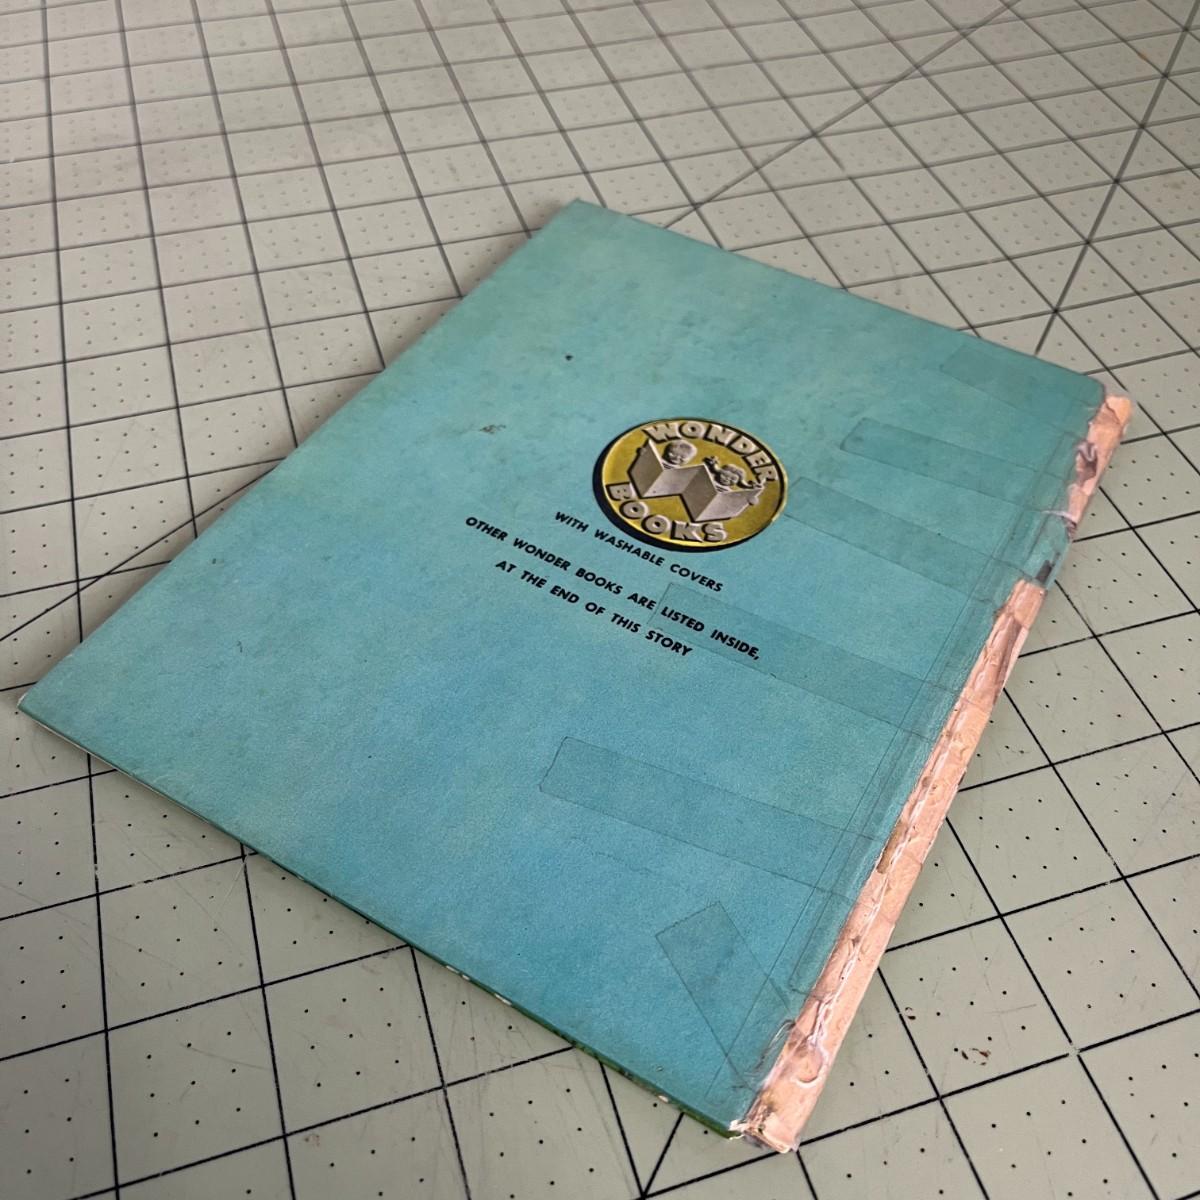 WONDER
BOOKS
WITH WASHABLE COVERS
OTHER WONDER BOOKS ARE LISTED INSIDE,
AT THE END OF THIS STORY